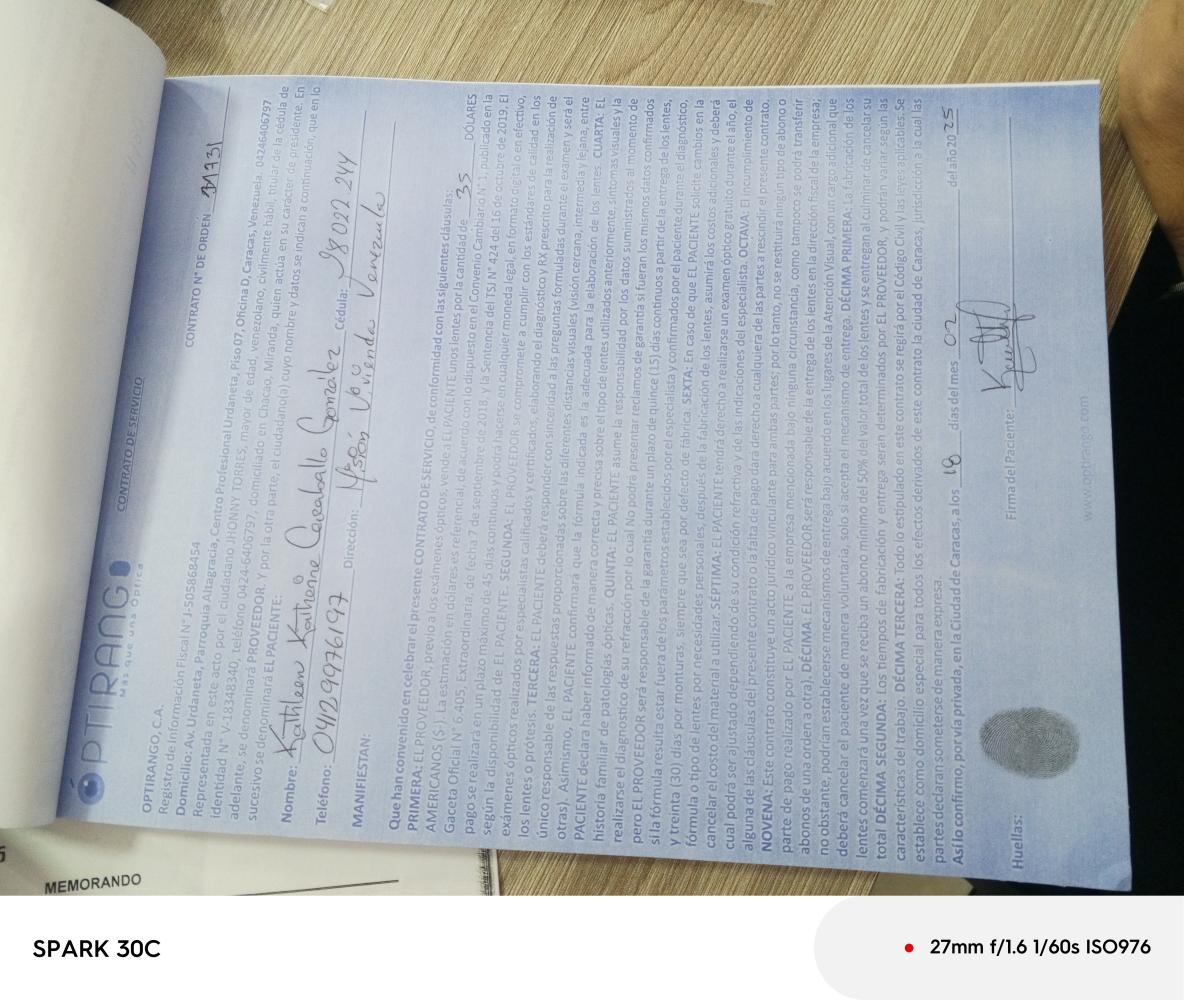 OPTIRANGO
Más que una Óptica
CONTRATO DE SERVICIO
CONTRATO N° DE ORDEN 31731
OPTIRANGO, C.A.
Registro de Información Fiscal N° J-505868454
Domicilio: Av. Urdaneta, Parroquia Altagracia, Centro Profesional Urdaneta, Piso 07, Oficina D, Caracas, Venezuela. 04246406797
Representada en este acto por el ciudadano JHONNY TORRES, mayor de edad, venezolano, civilmente hábil, titular de la cédula de
identidad N° V-18348340, teléfono 0424-6406797, domiciliado en Chacao, Miranda, quien actúa en su carácter de presidente. En
adelante, se denominará PROVEEDOR. Y por la otra parte, el ciudadano(a) cuyo nombre y datos se indican a continuación; que en lo
sucesivo se denominará EL PACIENTE:
Nombre: Kathleen Katherine Caraballo González Cédula: 18022244
Teléfono: 04129976197 Dirección: Misión Vivienda Venezuela
MANIFIESTAN:
Que han convenido en celebrar el presente CONTRATO DE SERVICIO, de conformidad con las siguientes cláusulas:
PRIMERA: EL PROVEEDOR, previo a los exámenes ópticos, vende a EL PACIENTE unos lentes por la cantidad de 35 DÓLARES
AMERICANOS ($-). La estimación en dólares es referencial, de acuerdo con lo dispuesto en el Convenio Cambiario N° 1, publicado en la
Gaceta Oficial N° 6.405, Extraordinaria, de fecha 7 de septiembre de 2018, y la Sentencia del TSJ N° 424 del 16 de octubre de 2019; El
pago se realizará en un plazo máximo de 45 días continuos y podrá hacerse en cualquier moneda legal, en formato digital o en efectivo,
según la disponibilidad de EL PACIENTE. SEGUNDA: EL PROVEEDOR se compromete a cumplir con los estándares de calidad en los
exámenes ópticos realizados por especialistas calificados y certificados, elaborando el diagnóstico y RX prescrito para la realización de
los lentes o prótesis. TERCERA: EL PACIENTE deberá responder con sinceridad a las preguntas formuladas durante el examen y será el
único responsable de las respuestas proporcionadas sobre las diferentes distancias visuales (visión cercana, intermedia y lejana, entre
otras). Asimismo, EL PACIENTE confirmara que la fórmula indicada es la adecuada para la elaboración de los lentes. CUARTA: EL
PACIENTE declara haber informado de manera correcta y precisa sobre el tipo de lentes utilizados anteriormente, síntomas visuales y la
historia familiar de patologías ópticas. QUINTA: EL PACIENTE asume la responsabilidad por los datos suministrados al momento de
realizarse el diagnostico de su refracción por lo cual No podrá presentar reclamos de garantía si fueran los mismos datos confirmados
pero EL PROVEEDOR será responsable de la garantía durante un plazo de quince (15) días continuos a partir de la entrega de los lentes,
si la fórmula resulta estar fuera de los parámetros establecidos por el especialista y confirmados por el paciente durante el diagnóstico,
y treinta (30) días por monturas, siempre que sea por defecto de fábrica. SEXTA: En caso de que EL PACIENTE solicite cambios en la
fórmula o tipo de lentes por necesidades personales, después de la fabricación de los lentes, asumirá los costos adicionales y deberá
cancelar el costo del material a utilizar. SÉPTIMA: EL PACIENTE tendrá derecho a realizarse un examen óptico gratuito durante el año, el
cual podrá ser ajustado dependiendo de su condición refractiva y de las indicaciones del especialista. OCTAVA: El incumplimiento de
alguna de las cláusulas del presente contrato o la falta de pago dará derecho a cualquiera de las partes a rescindir el presente contrato.
NOVENA: Este contrato constituye un acto jurídico vinculante para ambas partes; por lo tanto, no se restituirá ningún tipo de abono o
parte de pago realizado por EL PACIENTE a la empresa mencionada bajo ninguna circunstancia, como tampoco se podrá transferir
abonos de una orden a otra). DÉCIMA. EL PROVEEDOR será responsable de la entrega de los lentes en la dirección fiscal de la empresa;
no obstante, podrían establecerse mecanismos de entrega bajo acuerdo en los lugares de la Atención Visual, con un cargo adicional que
deberá cancelar el paciente de manera voluntaria, solo si acepta el mecanismo de entrega. DÉCIMA PRIMERA: La fabricación de los
lentes comenzará una vez que se reciba un abono mínimo del 50% del valor total de los lentes y se entregan al culminar de cancelar su
total DÉCIMA SEGUNDA: Los tiempos de fabricación y entrega serán determinados por EL PROVEEDOR, y podrán variar según las
características del trabajo. DÉCIMA TERCERA: Todo lo estipulado en este contrato se regirá por el Código Civil y las leyes aplicables. Se
establece como domicilio especial para todos los efectos derivados de este contrato la ciudad de Caracas, jurisdicción a la cual las
partes declaran someterse de manera expresa.
Así lo confirmo, por vía privada, en la Ciudad de Caracas, a los 18 días del mes 02 del año 2025
Huellas: Firma del Paciente:
www.optirango.com
MEMORANDO
SPARK 30C
27mm f/1.6 1/60s ISO976